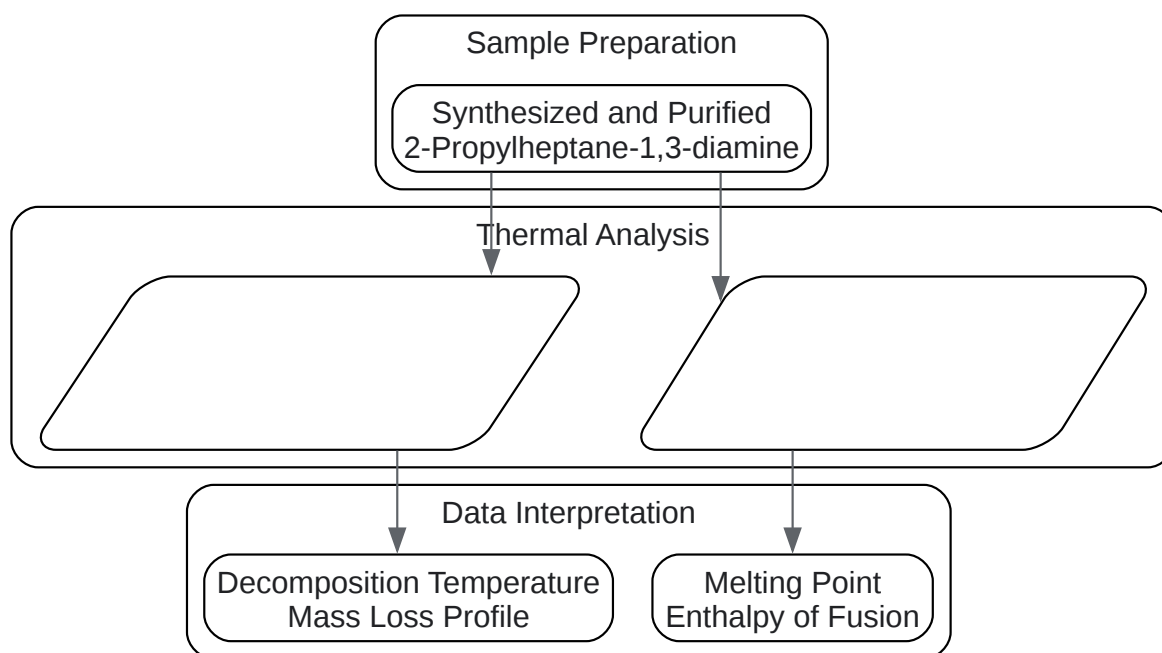 Sample Preparation
Synthesized and Purified
2-Propylheptane-1,3-diamine
Thermal Analysis
Data Interpretation
Decomposition Temperature
Mass Loss Profile
Melting Point
Enthalpy of Fusion